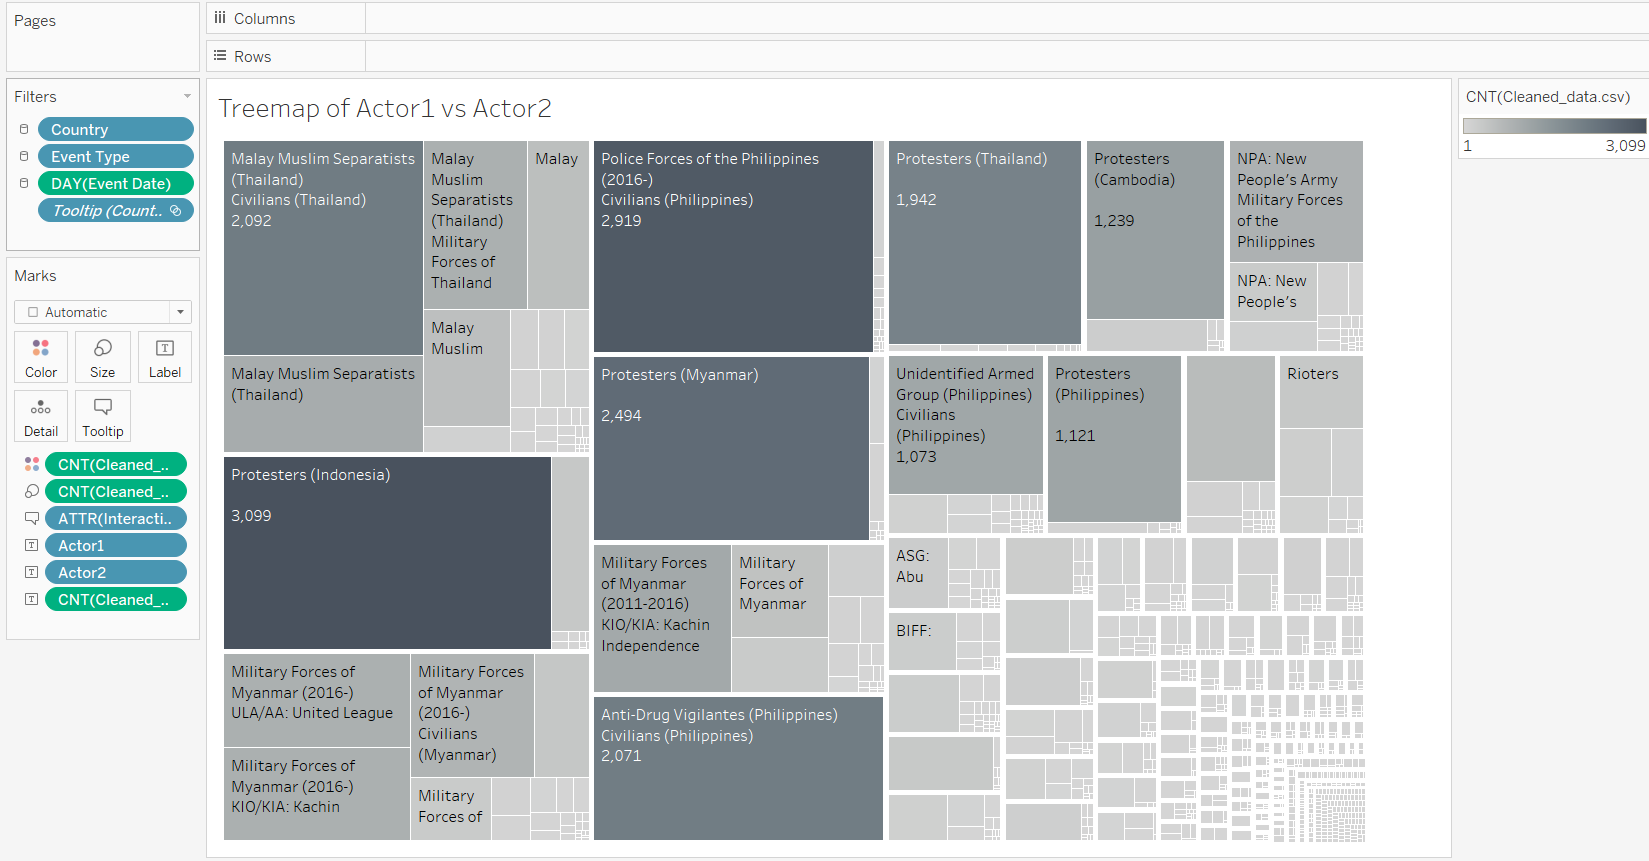 Pages
Columns
Rows
Filters
Country
Event Type
DAY(Event Date)
Tooltip (Count..
Marks
Automatic
Color
Size
Label
Detail
Tooltip
CNT(Cleaned_..
CNT(Cleaned_..
ATTR(Interacti..
Actor1
Actor2
CNT(Cleaned_..
Treemap of Actor1 vs Actor2
Malay Muslim Separatists
(Thailand)
Civilians (Thailand)
2,092
Malay
Muslim
Separatists
(Thailand)
Military
Forces of
Thailand
Malay
Malay
Muslim
Malay Muslim Separatists
(Thailand)
Protesters (Indonesia)
3,099
Military Forces of
Myanmar (2016-)
ULA/AA: United League
Military Forces
of Myanmar
(2016-)
Civilians
(Myanmar)
Military Forces of
Myanmar (2016-)
KIO/KIA: Kachin
Military
Forces of
Police Forces of the Philippines
(2016-)
Civilians (Philippines)
2,919
Protesters (Myanmar)
2,494
Military Forces
of Myanmar
(2011-2016)
KIO/KIA: Kachin
Independence
Military
Forces of
Myanmar
Anti-Drug Vigilantes (Philippines)
Civilians (Philippines)
2,071
Protesters (Thailand)
1,942
Protesters
(Cambodia)
1,239
NPA: New
People's Army
Military Forces
of the
Philippines
NPA: New
People's
Unidentified Armed
Group (Philippines)
Civilians
(Philippines)
1,073
Protesters
(Philippines)
1,121
Rioters
ASG:
Abu
BIFF:
CNT(Cleaned_data.csv)
1
3,099